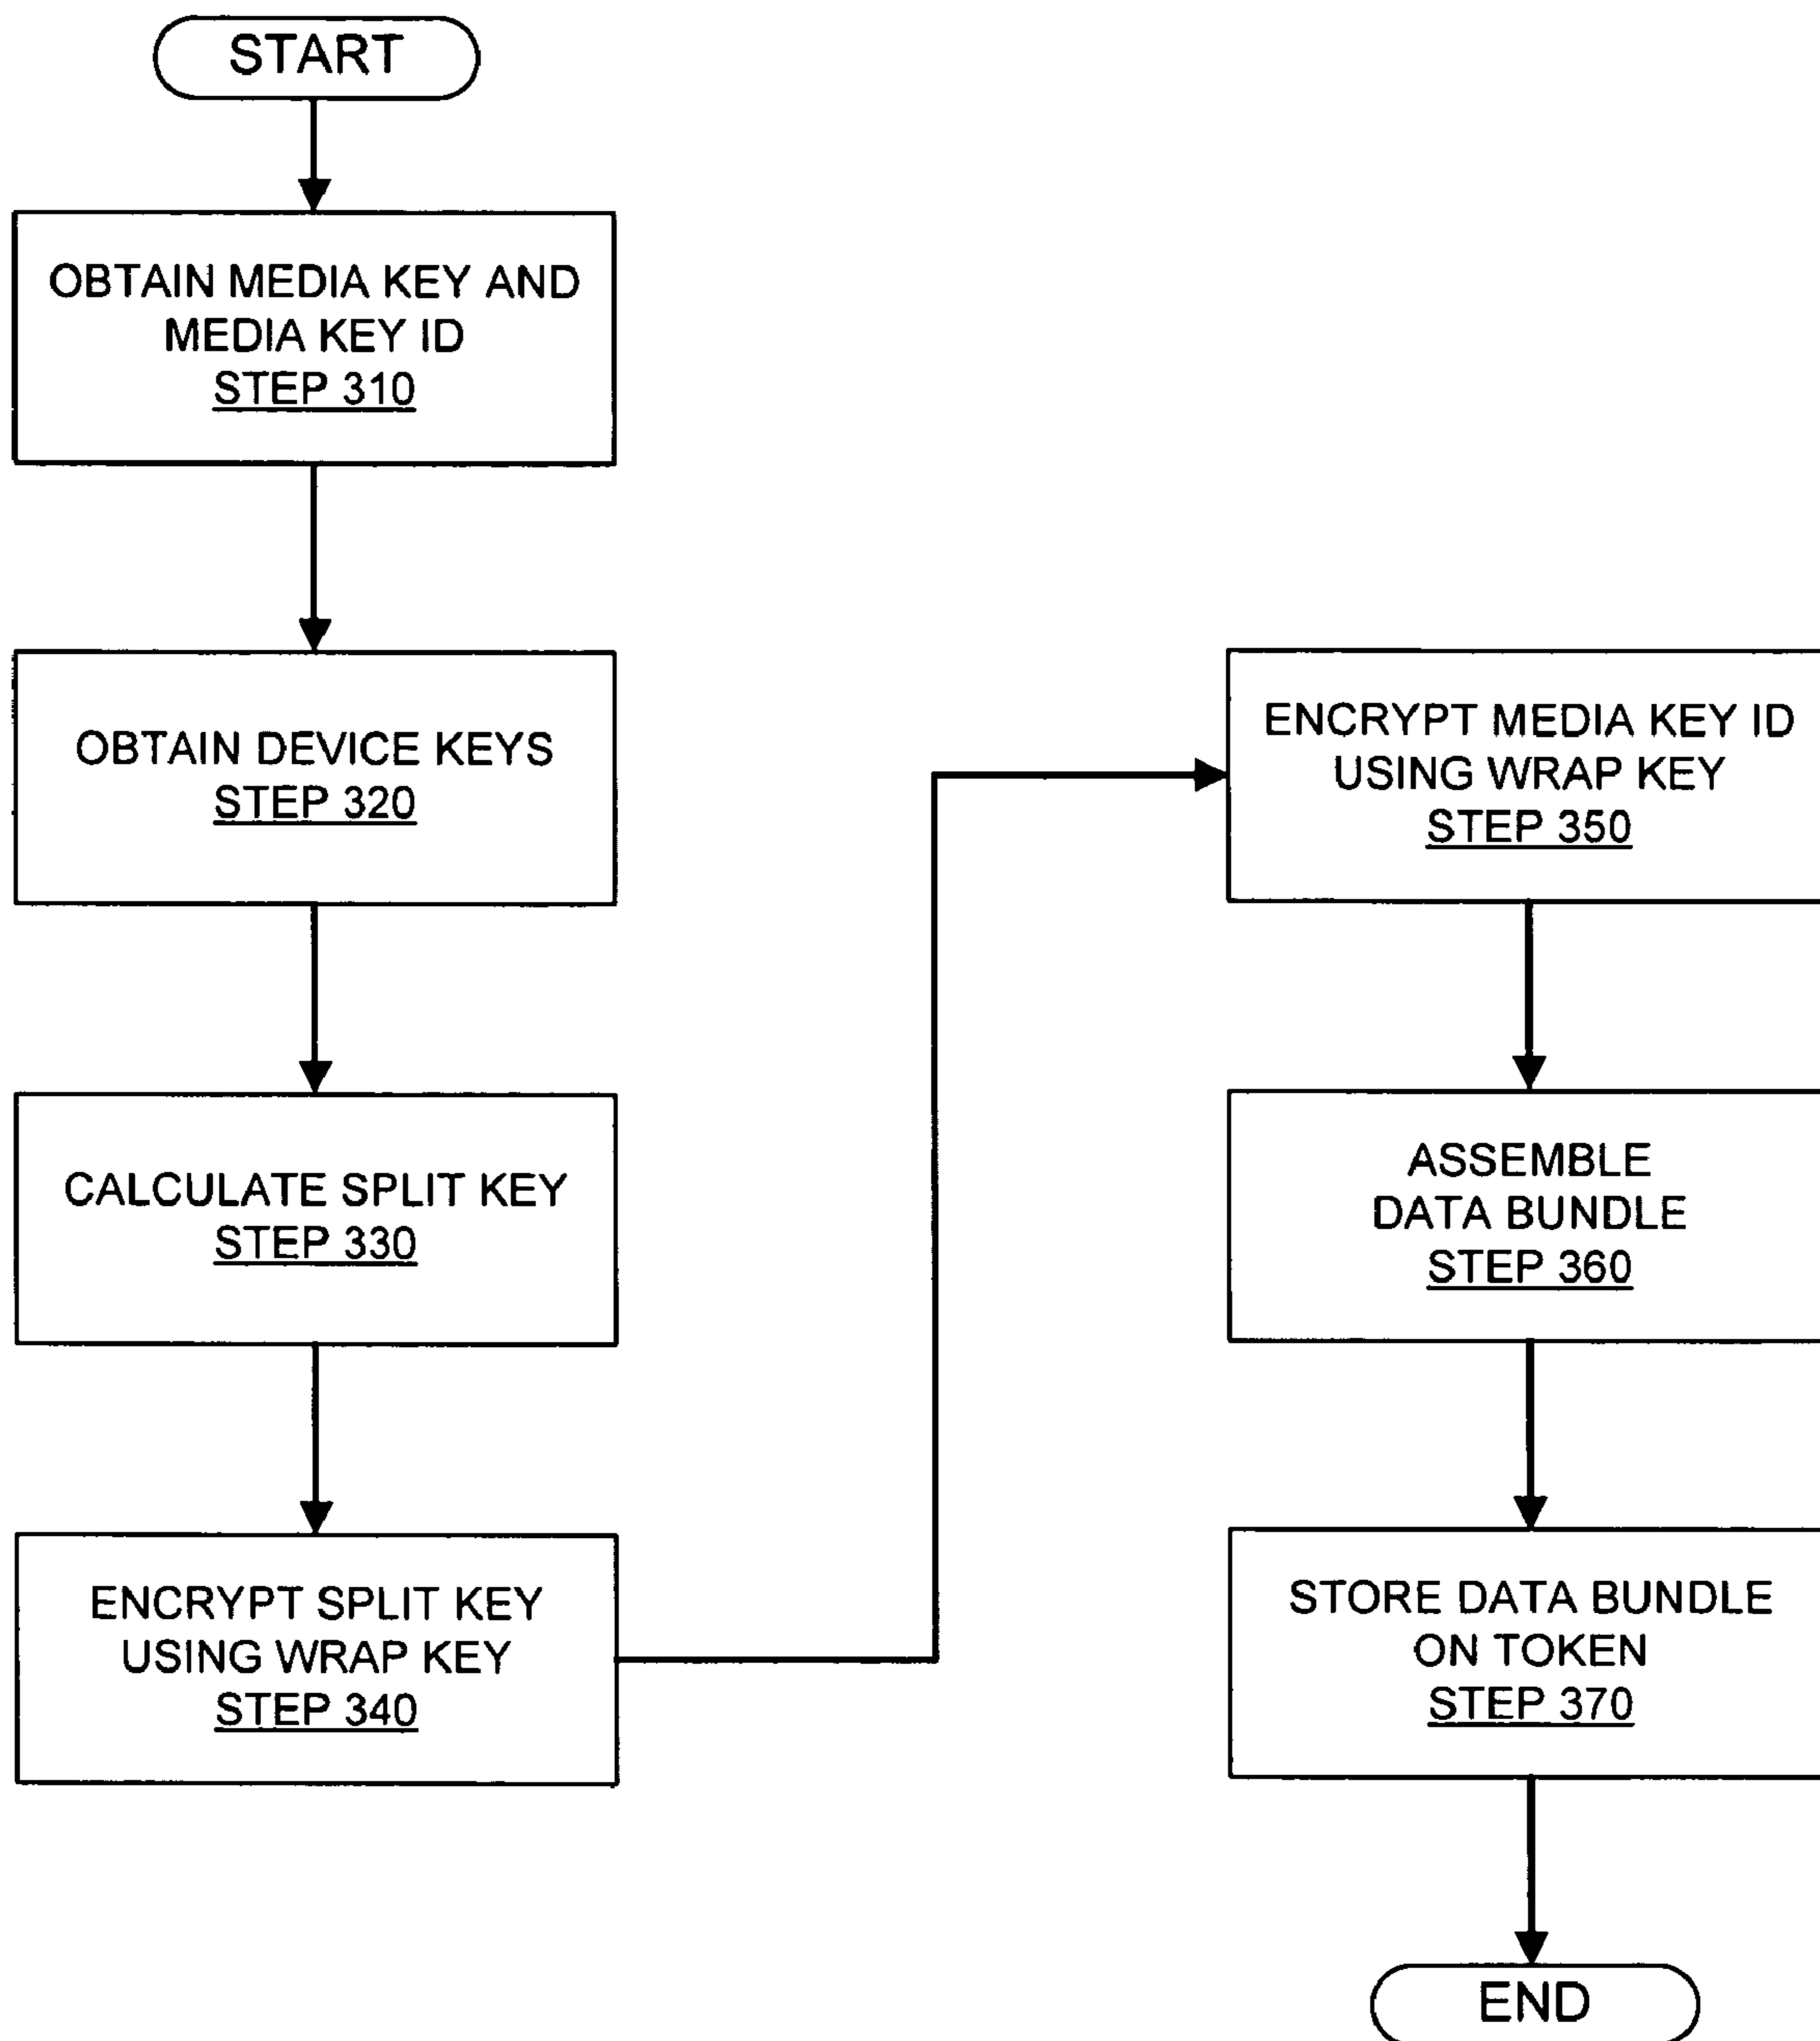 START
OBTAIN MEDIA KEY AND
MEDIA KEY ID
STEP 310
OBTAIN DEVICE KEYS
STEP 320
CALCULATE SPLIT KEY
STEP 330
ENCRYPT SPLIT KEY
USING WRAP KEY
STEP 340
ENCRYPT MEDIA KEY ID
USING WRAP KEY
STEP 350
ASSEMBLE
DATA BUNDLE
STEP 360
STORE DATA BUNDLE
ON TOKEN
STEP 370
END